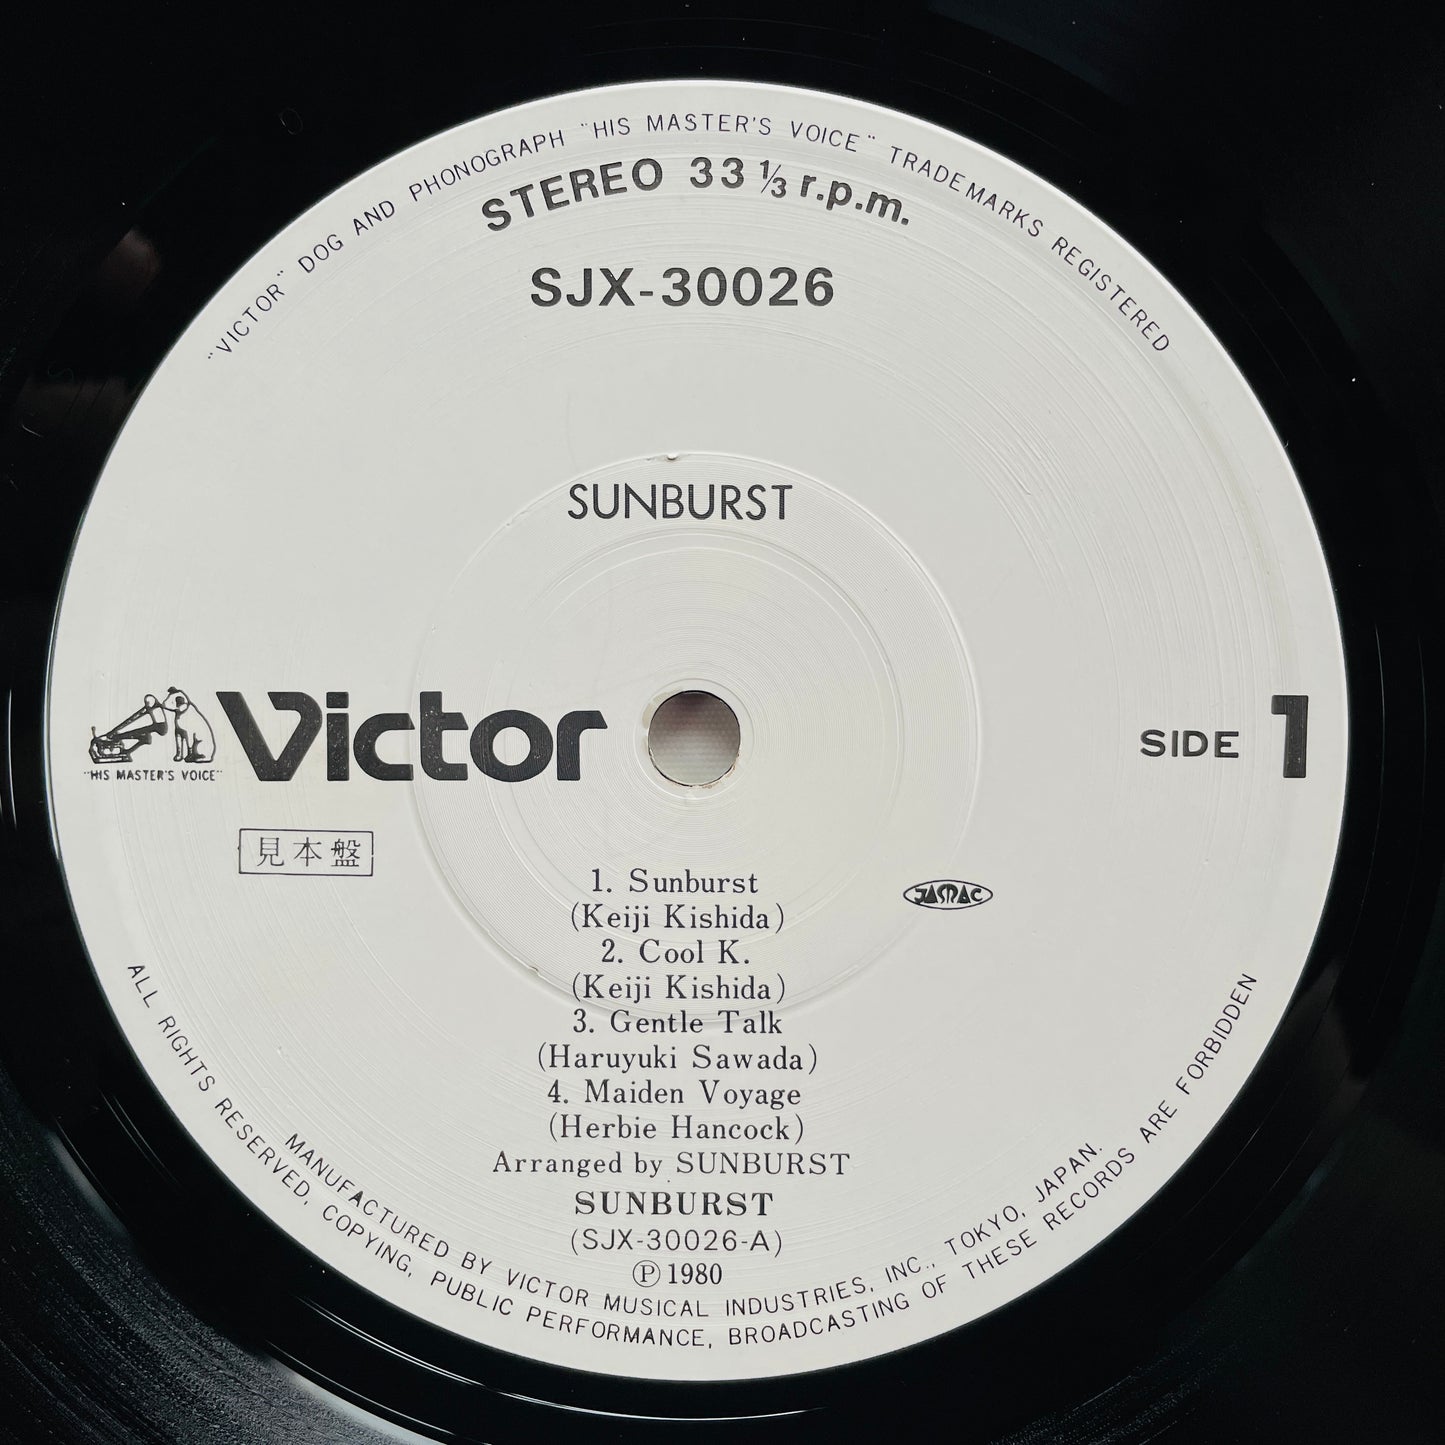 "VICTOR" DOG AND PHONOGRAPH "HIS MASTER'S VOICE" TRADEMARKS REGISTERED
STEREO 33 ⅓ r.p.m.
SJX-30026
SUNBURST
"HIS MASTER'S VOICE"
Victor
SIDE 1
見本盤
1. Sunburst
(Keiji Kishida)
JASRAC
2. Cool K.
(Keiji Kishida)
3. Gentle Talk
(Haruyuki Sawada)
4. Maiden Voyage
(Herbie Hancock)
Arranged by SUNBURST
SUNBURST
(SJX-30026-A)
Ⓟ 1980
MANUFACTURED BY VICTOR MUSICAL INDUSTRIES, INC., TOKYO, JAPAN.
ALL RIGHTS RESERVED, COPYING, PUBLIC PERFORMANCE, BROADCASTING OF THESE RECORDS ARE FORBIDDEN